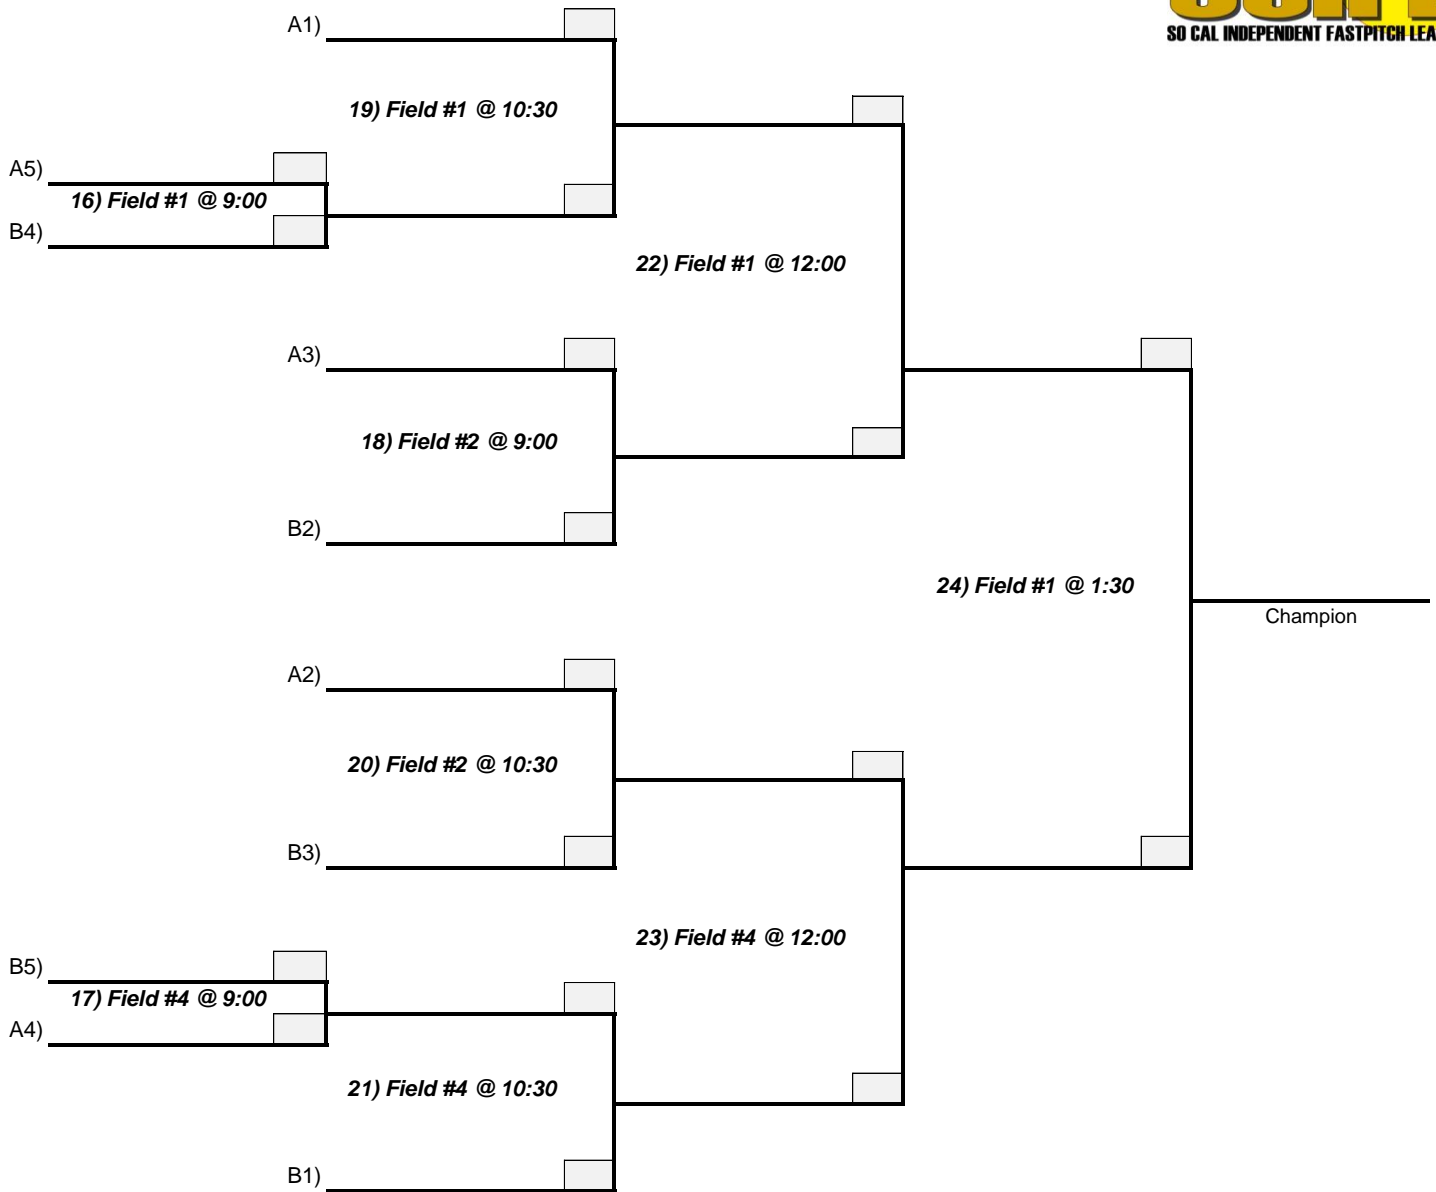 SO CAL INDEPENDENT FASTPITCH LEA
A1)
19) Field #1 @ 10:30
A5)
16) Field #1 @ 9:00
B4)
22) Field #1 @ 12:00
A3)
18) Field #2 @ 9:00
B2)
24) Field #1 @ 1:30
Champion
A2)
20) Field #2 @ 10:30
B3)
23) Field #4 @ 12:00
B5)
17) Field #4 @ 9:00
A4)
21) Field #4 @ 10:30
B1)